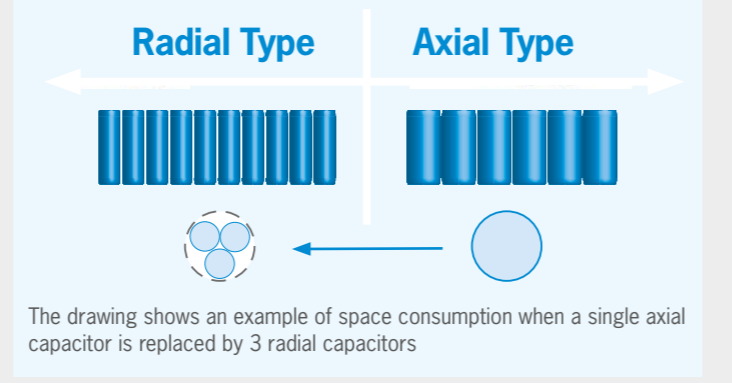 Radial Type
Axial Type
The drawing shows an example of space consumption when a single axial
capacitor is replaced by 3 radial capacitors